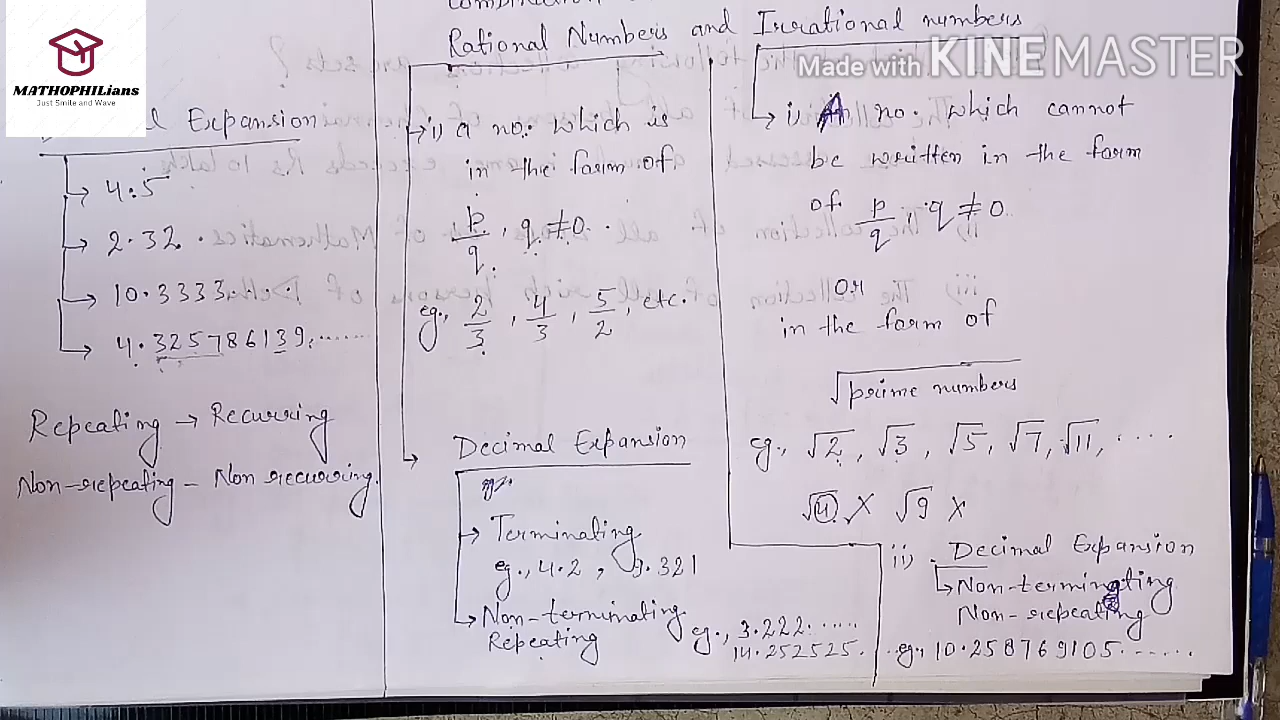 MATHOPHILians
Just Smile and Wave
Made with KINEMASTER
Rational Numbers and Irrational numbers
Expansion
4.5
2.32.
10.3333.....
4.325786139,......
Repeating → Recurring
Non-repeating - Non recurring.
i) a no. which is
in the form of
p/q, q ≠ 0.
eg., 2/3, 4/3, 5/2, etc.
Decimal Expansion
Terminating
eg., 4.2, 9.321
Non-terminating
Repeating
eg., 3.222.....
14.252525.
i) A no. which cannot
be written in the form
of p/q, q ≠ 0
OR
in the form of
√prime numbers
eg., √2, √3, √5, √7, √11, .....
√4 X √9 X
ii) Decimal Expansion
Non-terminating
Non-repeating
eg., 10.258769105......